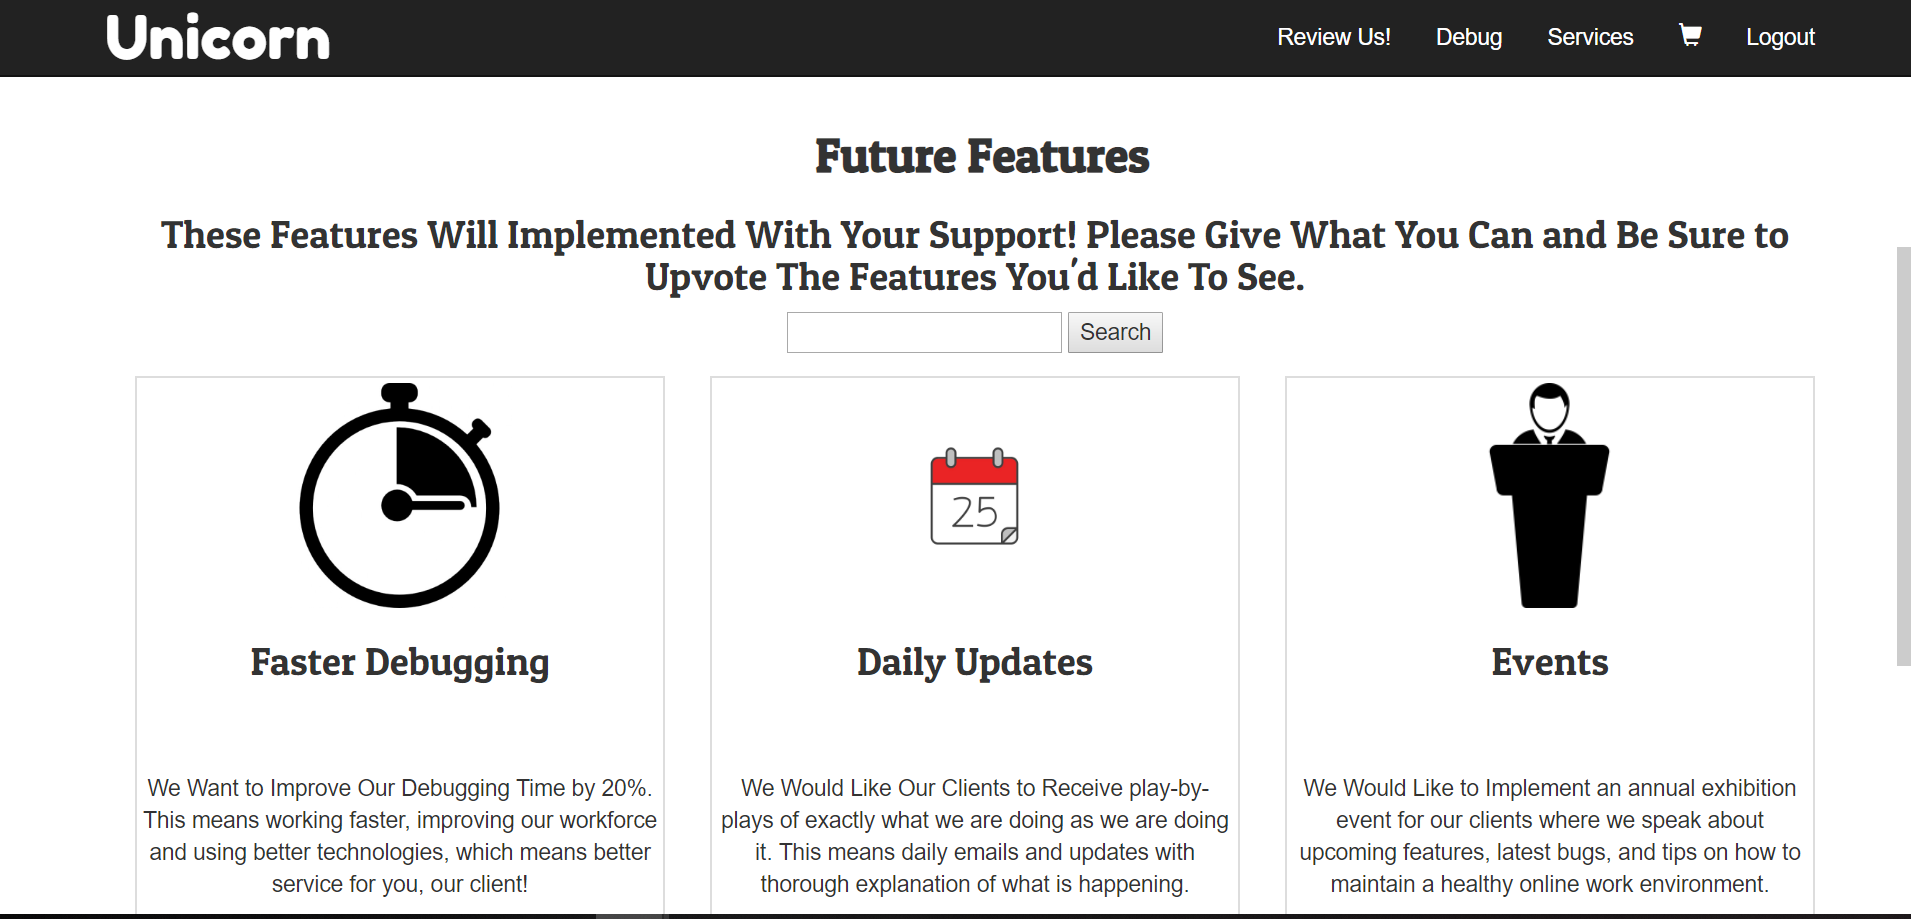 Unicorn
Review Us! Debug Services Logout
Future Features
These Features Will Implemented With Your Support! Please Give What You Can and Be Sure to
Upvote The Features You'd Like To See.
Search
25
Faster Debugging
We Want to Improve Our Debugging Time by 20%.
This means working faster, improving our workforce
and using better technologies, which means better
service for you, our client!
Daily Updates
We Would Like Our Clients to Receive play-by-
plays of exactly what we are doing as we are doing
it. This means daily emails and updates with
thorough explanation of what is happening.
Events
We Would Like to Implement an annual exhibition
event for our clients where we speak about
upcoming features, latest bugs, and tips on how to
maintain a healthy online work environment.